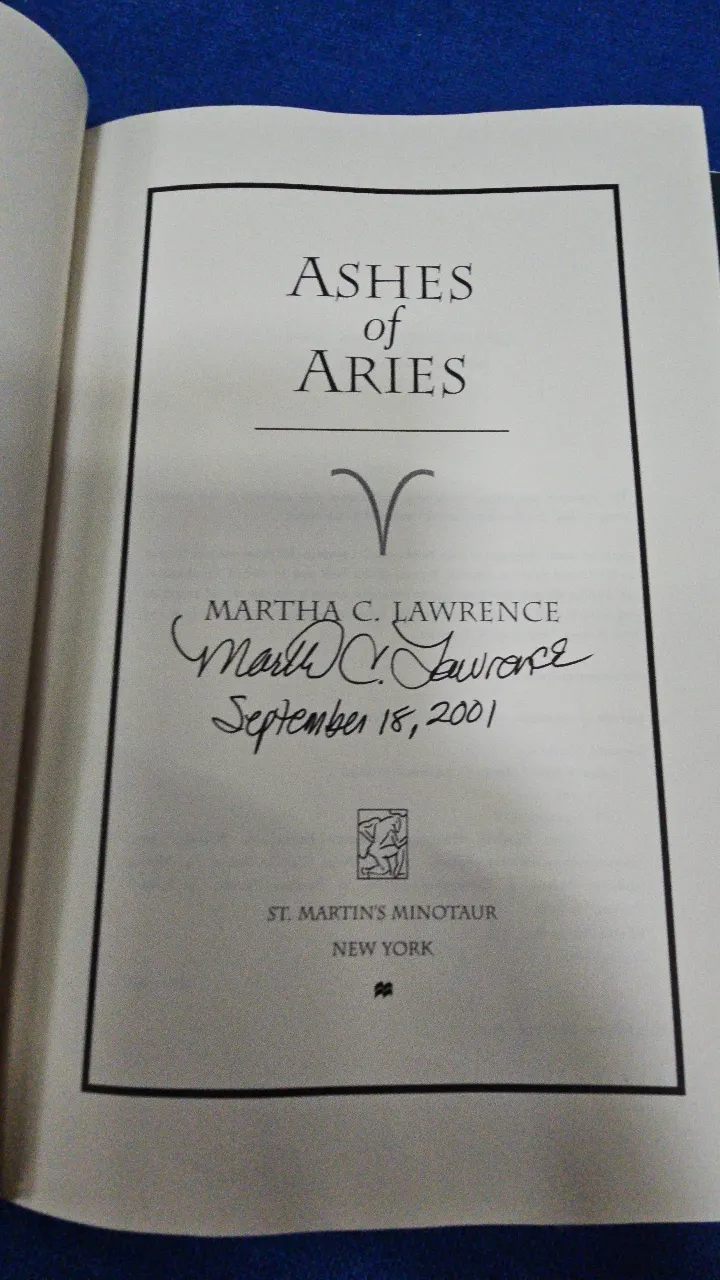 ASHES
of
ARIES
MARTHA C. LAWRENCE
Martha C. Lawrence
September 18, 2001
ST. MARTIN'S MINOTAUR
NEW YORK